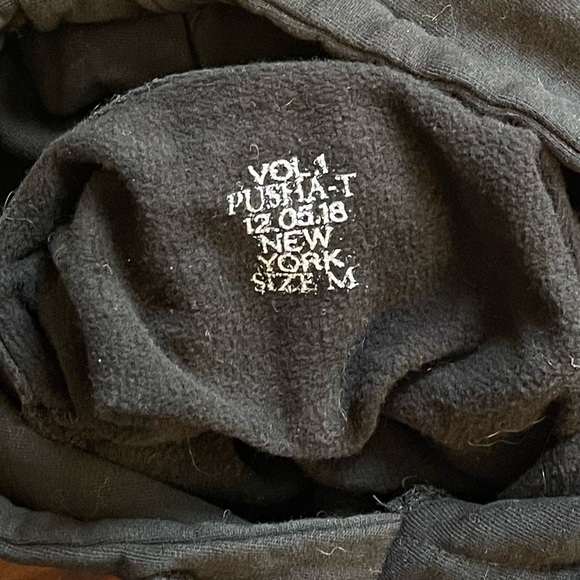 VOL.1
PUSHA-T
12.05.18
NEW
YORK
SIZE M